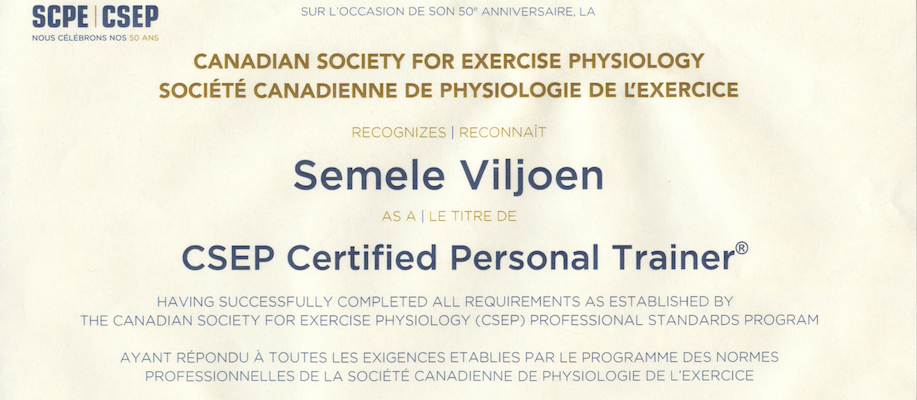 SCPE | CSEP
NOUS CÉLÉBRONS NOS 50 ANS
SUR L'OCCASION DE SON 50e ANNIVERSAIRE, LA
CANADIAN SOCIETY FOR EXERCISE PHYSIOLOGY
SOCIÉTÉ CANADIENNE DE PHYSIOLOGIE DE L'EXERCICE
RECOGNIZES | RECONNAÎT
Semele Viljoen
AS A | LE TITRE DE
CSEP Certified Personal Trainer®
HAVING SUCCESSFULLY COMPLETED ALL REQUIREMENTS AS ESTABLISHED BY
THE CANADIAN SOCIETY FOR EXERCISE PHYSIOLOGY (CSEP) PROFESSIONAL STANDARDS PROGRAM
AYANT RÉPONDU À TOUTES LES EXIGENCES ETABLIES PAR LE PROGRAMME DES NORMES
PROFESSIONNELLES DE LA SOCIÉTÉ CANADIENNE DE PHYSIOLOGIE DE L'EXERCICE